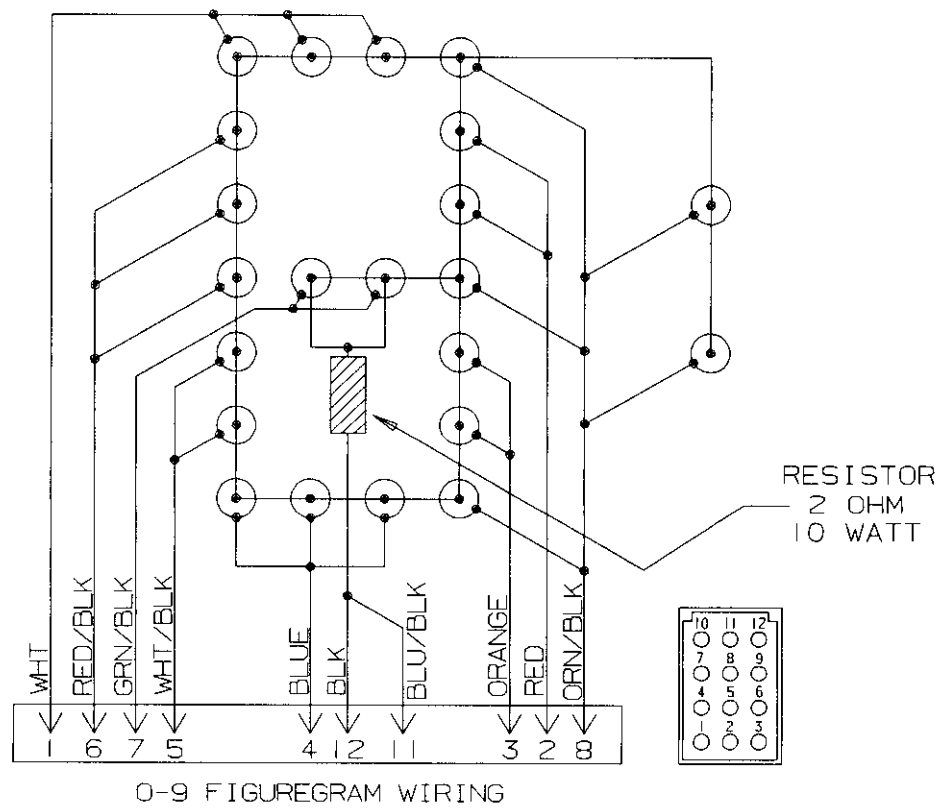 RESISTOR
2 OHM
10 WATT
WHT
RED/BLK
GRN/BLK
WHT/BLK
BLUE
BLK
BLU/BLK
ORANGE
RED
ORN/BLK
10 11 12
7 8 9
4 5 6
1 2 3
1 6 7 5 4 12 11 3 2 8
0-9 FIGUREGRAM WIRING